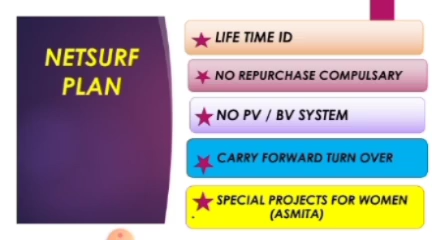 NETSURF
PLAN
LIFE TIME ID
NO REPURCHASE COMPULSARY
NO PV / BV SYSTEM
CARRY FORWARD TURN OVER
SPECIAL PROJECTS FOR WOMEN
(ASMITA)